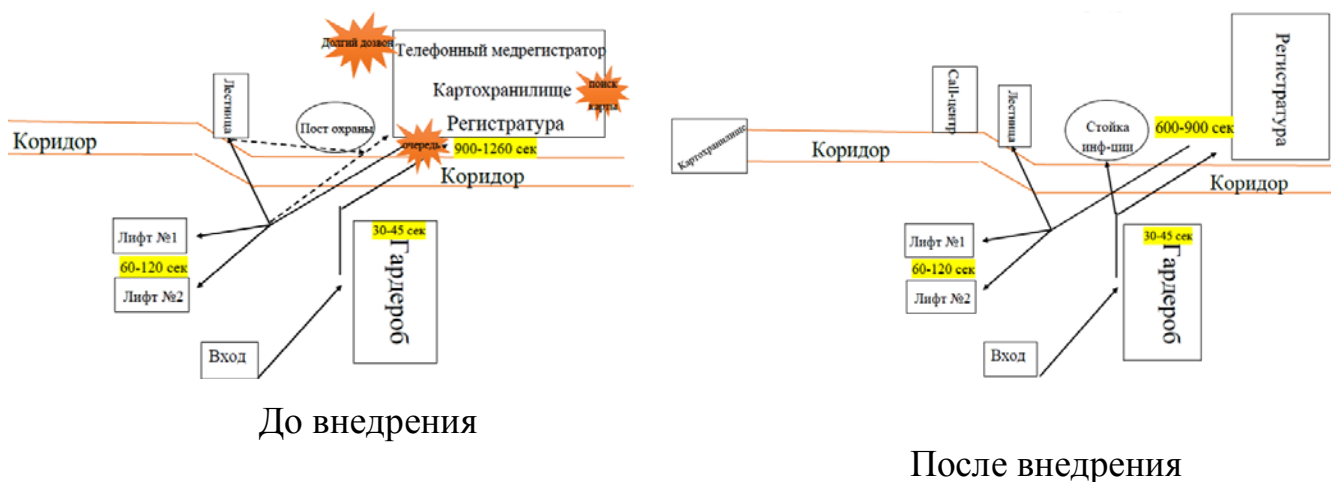 Долгий дозвон
Телефонный медрегистратор
Картохранилище
поиск
карты
Регистратура
Лестница
Пост охраны
очередь
900-1260 сек
Коридор
Коридор
Лифт №1
60-120 сек
Лифт №2
30-45 сек
Гардероб
Вход
До внедрения
Регистратура
Call-центр
Лестница
Стойка
инф-ции
600-900 сек
Картохранилище
Коридор
Коридор
Лифт №1
60-120 сек
Лифт №2
30-45 сек
Гардероб
Вход
После внедрения